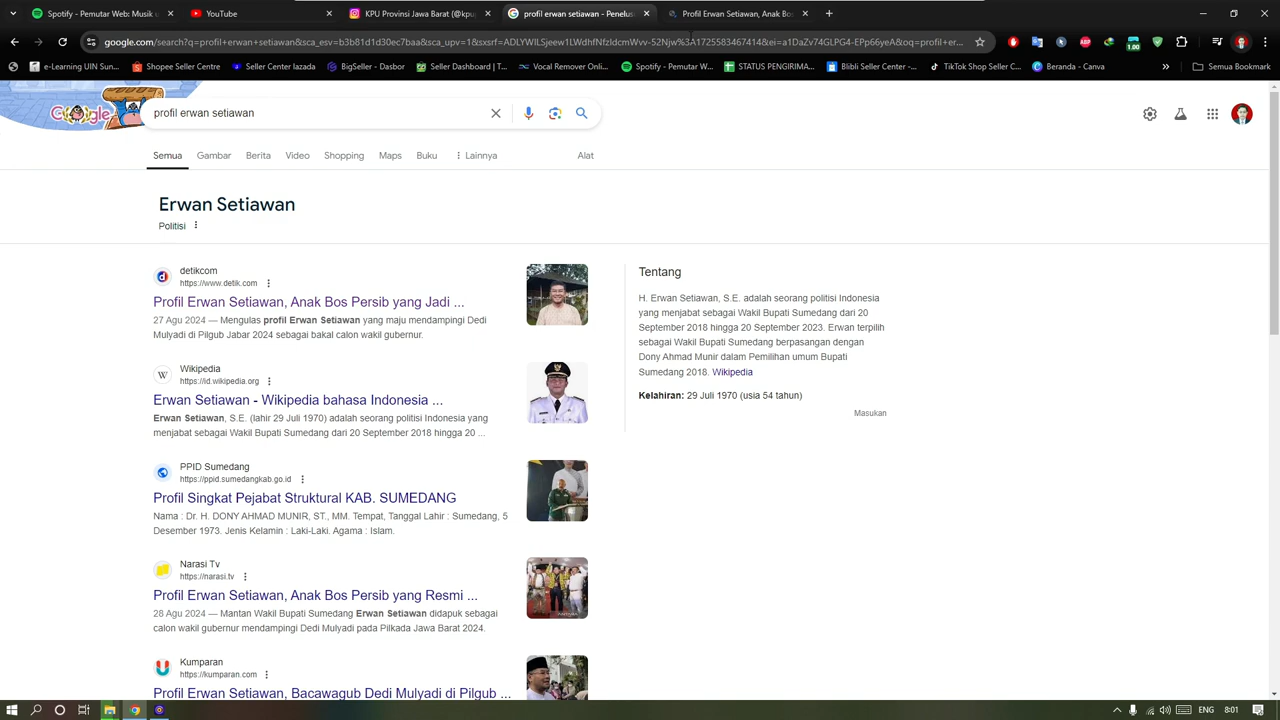 Spotify - Pemutar Web: Musik u
YouTube
KPU Provinsi Jawa Barat (@kpu
profil erwan setiawan - Penelus
Profil Erwan Setiawan, Anak Bos
google.com/search?q=profil+erwan+setiawan&sca_esv=b3b81d1d30ec7baa&sca_upv=1&sxsrf=ADLYWILSjeew1LWdhfNfzIdcmWvv-52Njw%3A1725583467414&ei=a1DaZv74GLPG4-EPp66yeA&oq=profil+er...
1.00
e-Learning UIN Sun...
Shopee Seller Centre
Seller Center lazada
BigSeller - Dasbor
Seller Dashboard | T...
Vocal Remover Onli...
Spotify - Pemutar W...
STATUS PENGIRIMA...
Blibli Seller Center -...
TikTok Shop Seller C...
Beranda - Canva
»
Semua Bookmark
Google
profil erwan setiawan
Semua
Gambar
Berita
Video
Shopping
Maps
Buku
Lainnya
Alat
Erwan Setiawan
Politisi
detikcom
https://www.detik.com
Profil Erwan Setiawan, Anak Bos Persib yang Jadi ...
27 Agu 2024 — Mengulas profil Erwan Setiawan yang maju mendampingi Dedi
Mulyadi di Pilgub Jabar 2024 sebagai bakal calon wakil gubernur.
Wikipedia
https://id.wikipedia.org
Erwan Setiawan - Wikipedia bahasa Indonesia ...
Erwan Setiawan, S.E. (lahir 29 Juli 1970) adalah seorang politisi Indonesia yang
menjabat sebagai Wakil Bupati Sumedang dari 20 September 2018 hingga 20 ...
PPID Sumedang
https://ppid.sumedangkab.go.id
Profil Singkat Pejabat Struktural KAB. SUMEDANG
Nama : Dr. H. DONY AHMAD MUNIR, ST., MM. Tempat, Tanggal Lahir : Sumedang, 5
Desember 1973. Jenis Kelamin : Laki-Laki. Agama : Islam.
Narasi Tv
https://narasi.tv
Profil Erwan Setiawan, Anak Bos Persib yang Resmi ...
28 Agu 2024 — Mantan Wakil Bupati Sumedang Erwan Setiawan didapuk sebagai
calon wakil gubernur mendampingi Dedi Mulyadi pada Pilkada Jawa Barat 2024.
Kumparan
https://kumparan.com
Profil Erwan Setiawan, Bacawagub Dedi Mulyadi di Pilgub ...
Tentang
H. Erwan Setiawan, S.E. adalah seorang politisi Indonesia
yang menjabat sebagai Wakil Bupati Sumedang dari 20
September 2018 hingga 20 September 2023. Erwan terpilih
sebagai Wakil Bupati Sumedang berpasangan dengan
Dony Ahmad Munir dalam Pemilihan umum Bupati
Sumedang 2018. Wikipedia
Kelahiran: 29 Juli 1970 (usia 54 tahun)
Masukan
ENG
8:01